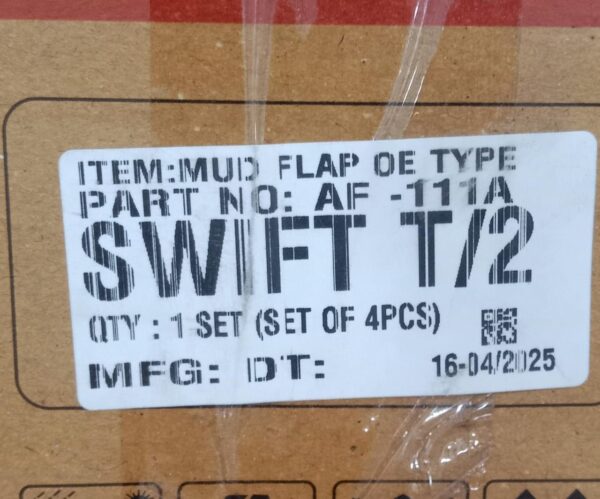 ITEM:MUD FLAP OE TYPE
PART NO: AF -111A
SWIFT T/2
QTY : 1 SET (SET OF 4PCS)
MFG: DT: 16-04/2025